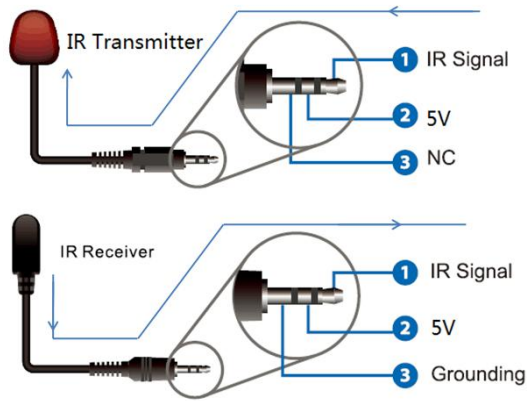 IR Transmitter
1 IR Signal
2 5V
3 NC
IR Receiver
1 IR Signal
2 5V
3 Grounding